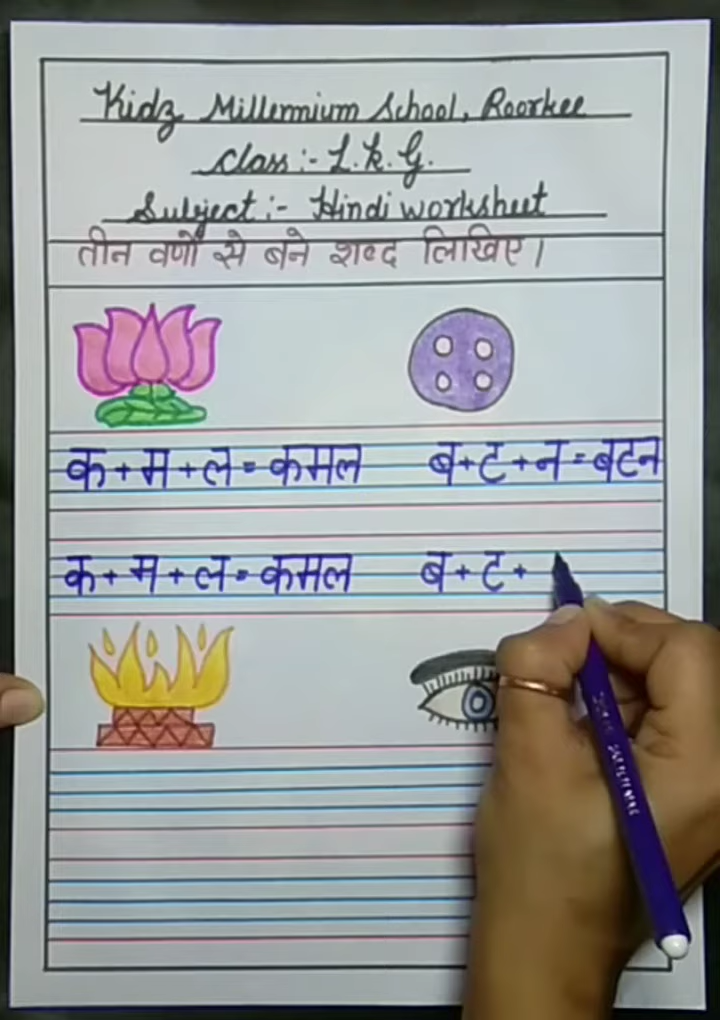 Kidz Millennium School, Roorkee
Class :- L.K.G.
Subject :- Hindi worksheet
तीन वर्णों से बने शब्द लिखिए।
क + म + ल = कमल ब + ट + न = बटन
क + म + ल = कमल ब + ट +